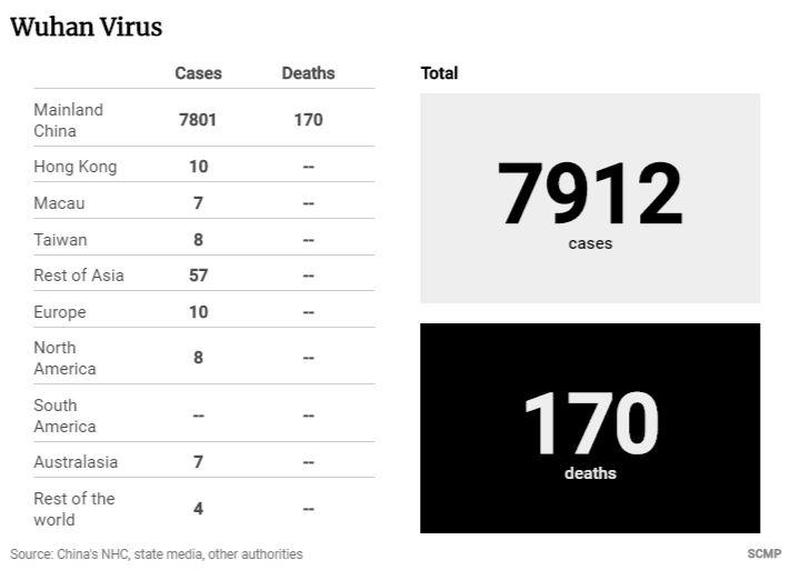 Wuhan Virus
Cases Deaths
Mainland
China 7801 170
Hong Kong 10 --
Macau 7 --
Taiwan 8 --
Rest of Asia 57 --
Europe 10 --
North
America 8 --
South
America -- --
Australasia 7 --
Rest of the
world 4 --
Total
7912
cases
170
deaths
Source: China's NHC, state media, other authorities
SCMP